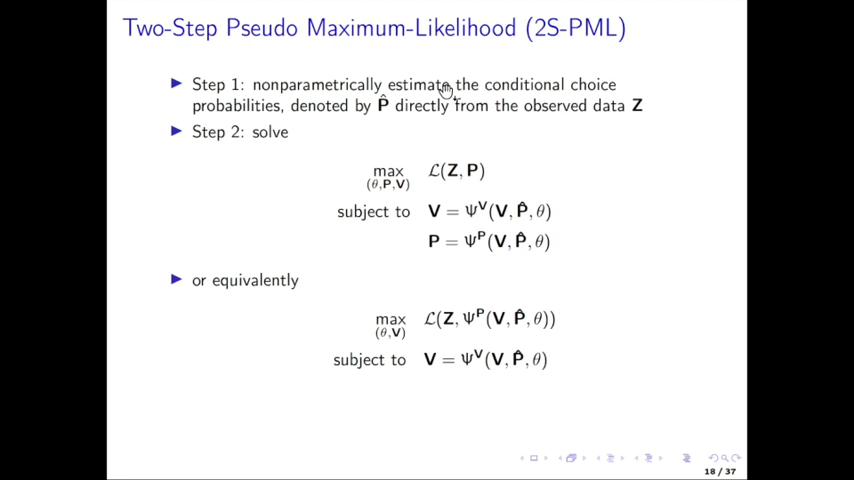 Two-Step Pseudo Maximum-Likelihood (2S-PML)
Step 1: nonparametrically estimate the conditional choice
probabilities, denoted by P̂ directly from the observed data Z
Step 2: solve
max ℒ(Z, P)
(θ,P,V)
subject to V = Ψ^V(V, P̂, θ)
P = Ψ^P(V, P̂, θ)
or equivalently
max ℒ(Z, Ψ^P(V, P̂, θ))
(θ,V)
subject to V = Ψ^V(V, P̂, θ)
18 / 37